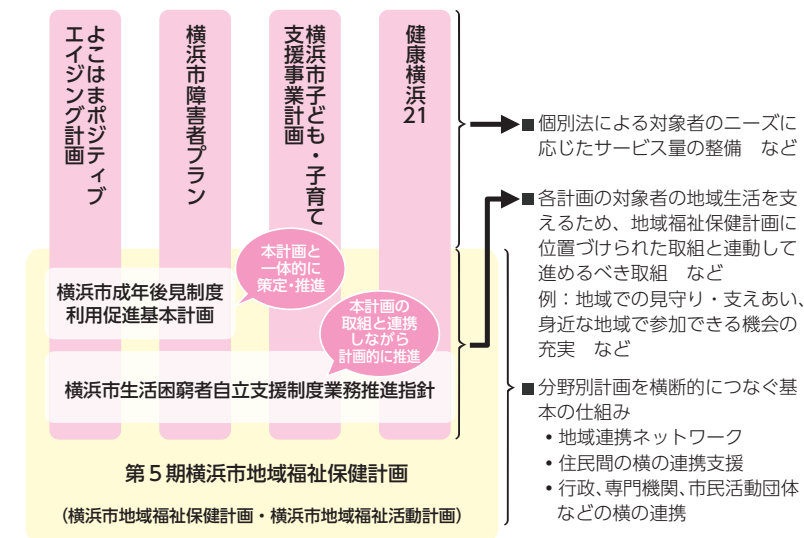 よこはまポジティブ
エイジング計画
横浜市障害者プラン
横浜市子ども・子育て
支援事業計画
健康横浜21
■個別法による対象者のニーズに
応じたサービス量の整備　など
■各計画の対象者の地域生活を支
えるため、地域福祉保健計画に
位置づけられた取組と連動して
進めるべき取組　など
例：地域での見守り・支えあい、
身近な地域で参加できる機会の
充実　など
本計画と
一体的に
策定・推進
横浜市成年後見制度
利用促進基本計画
本計画の
取組と連携
しながら
計画的に推進
横浜市生活困窮者自立支援制度業務推進指針
■分野別計画を横断的につなぐ基
本の仕組み
•地域連携ネットワーク
•住民間の横の連携支援
•行政、専門機関、市民活動団体
などの横の連携
第５期横浜市地域福祉保健計画
（横浜市地域福祉保健計画・横浜市地域福祉活動計画）